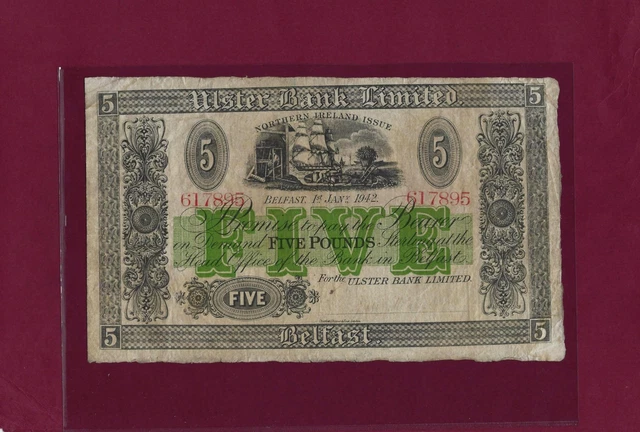 5 Ulster Bank Limited 5
NORTHERN IRELAND ISSUE
5 5
617895 BELFAST, 1st JANY. 1942. 617895
FIVE
Promise to pay the Bearer
on Demand FIVE POUNDS Sterling at the
Head Office of the Bank in Belfast.
For the ULSTER BANK LIMITED.
FIVE
5 Belfast. 5